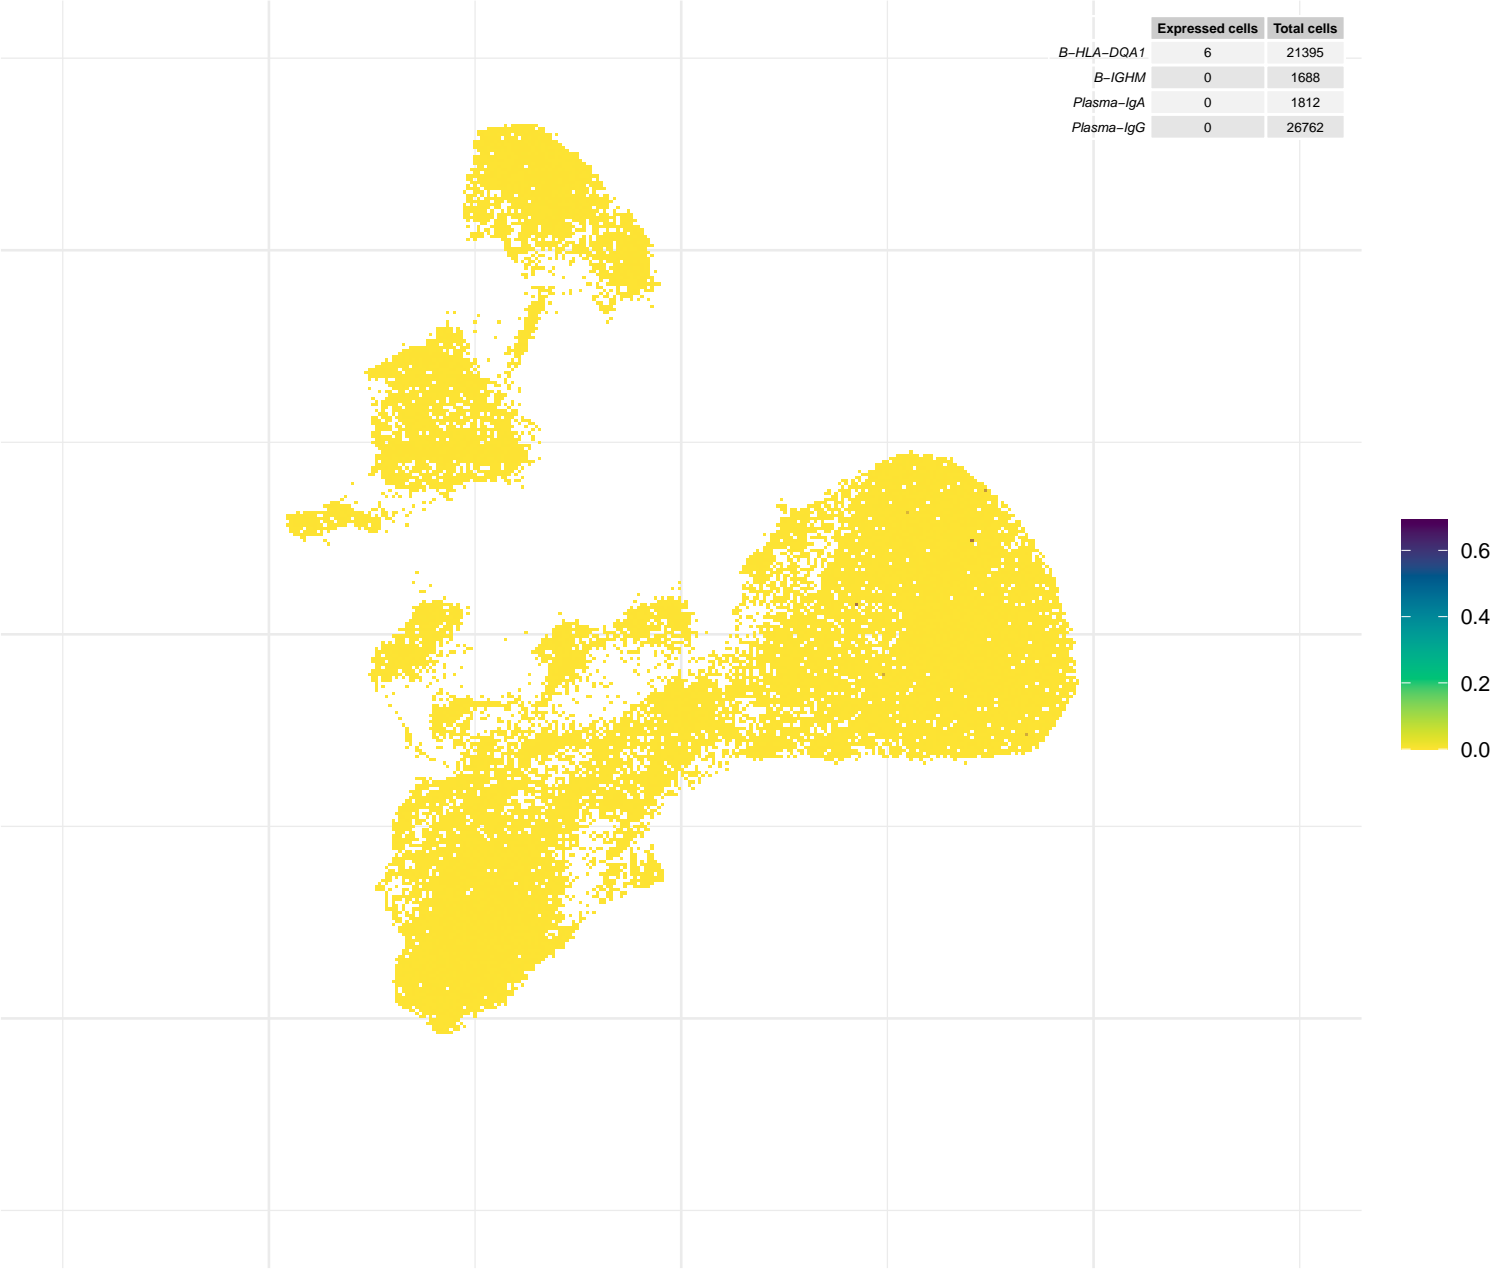 Expressed cells Total cells
B−HLA−DQA1 6 21395
B−IGHM 0 1688
Plasma−IgA 0 1812
Plasma−IgG 0 26762
0.6
0.4
0.2
0.0